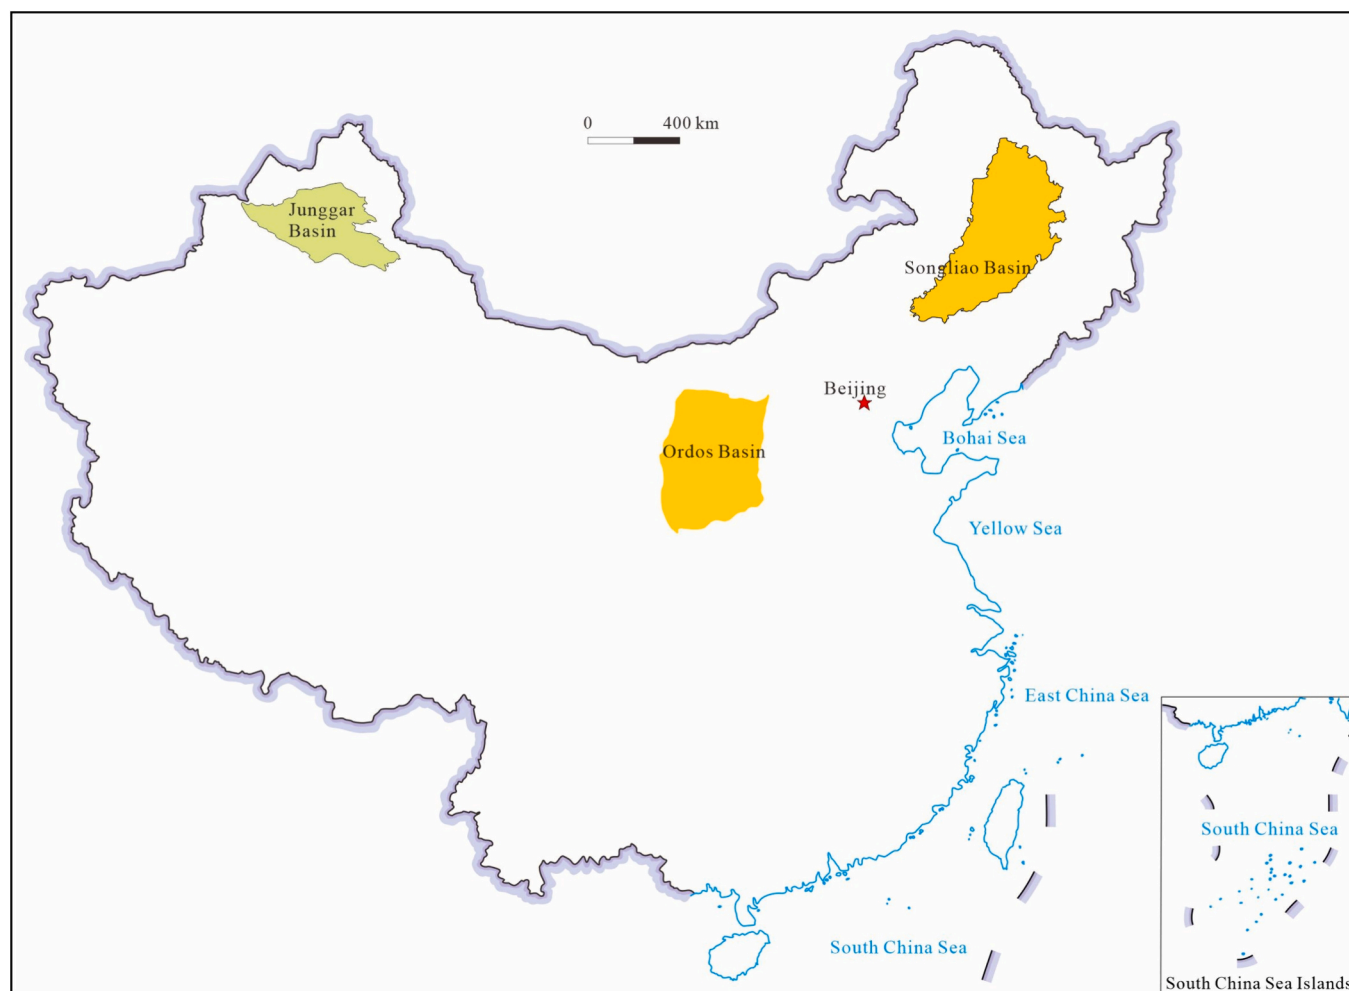 0 400 km
Junggar
Basin
Songliao Basin
Beijing
Bohai Sea
Ordos Basin
Yellow Sea
East China Sea
South China Sea
South China Sea
South China Sea Islands